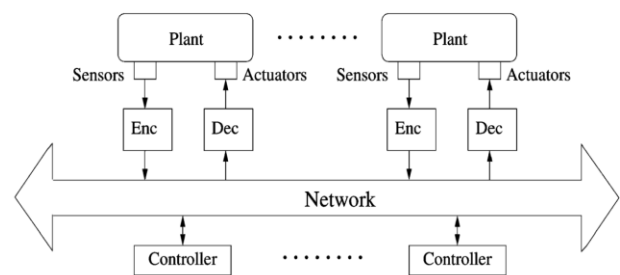 Plant Plant
Sensors Actuators Sensors Actuators
Enc Dec Enc Dec
Network
Controller Controller